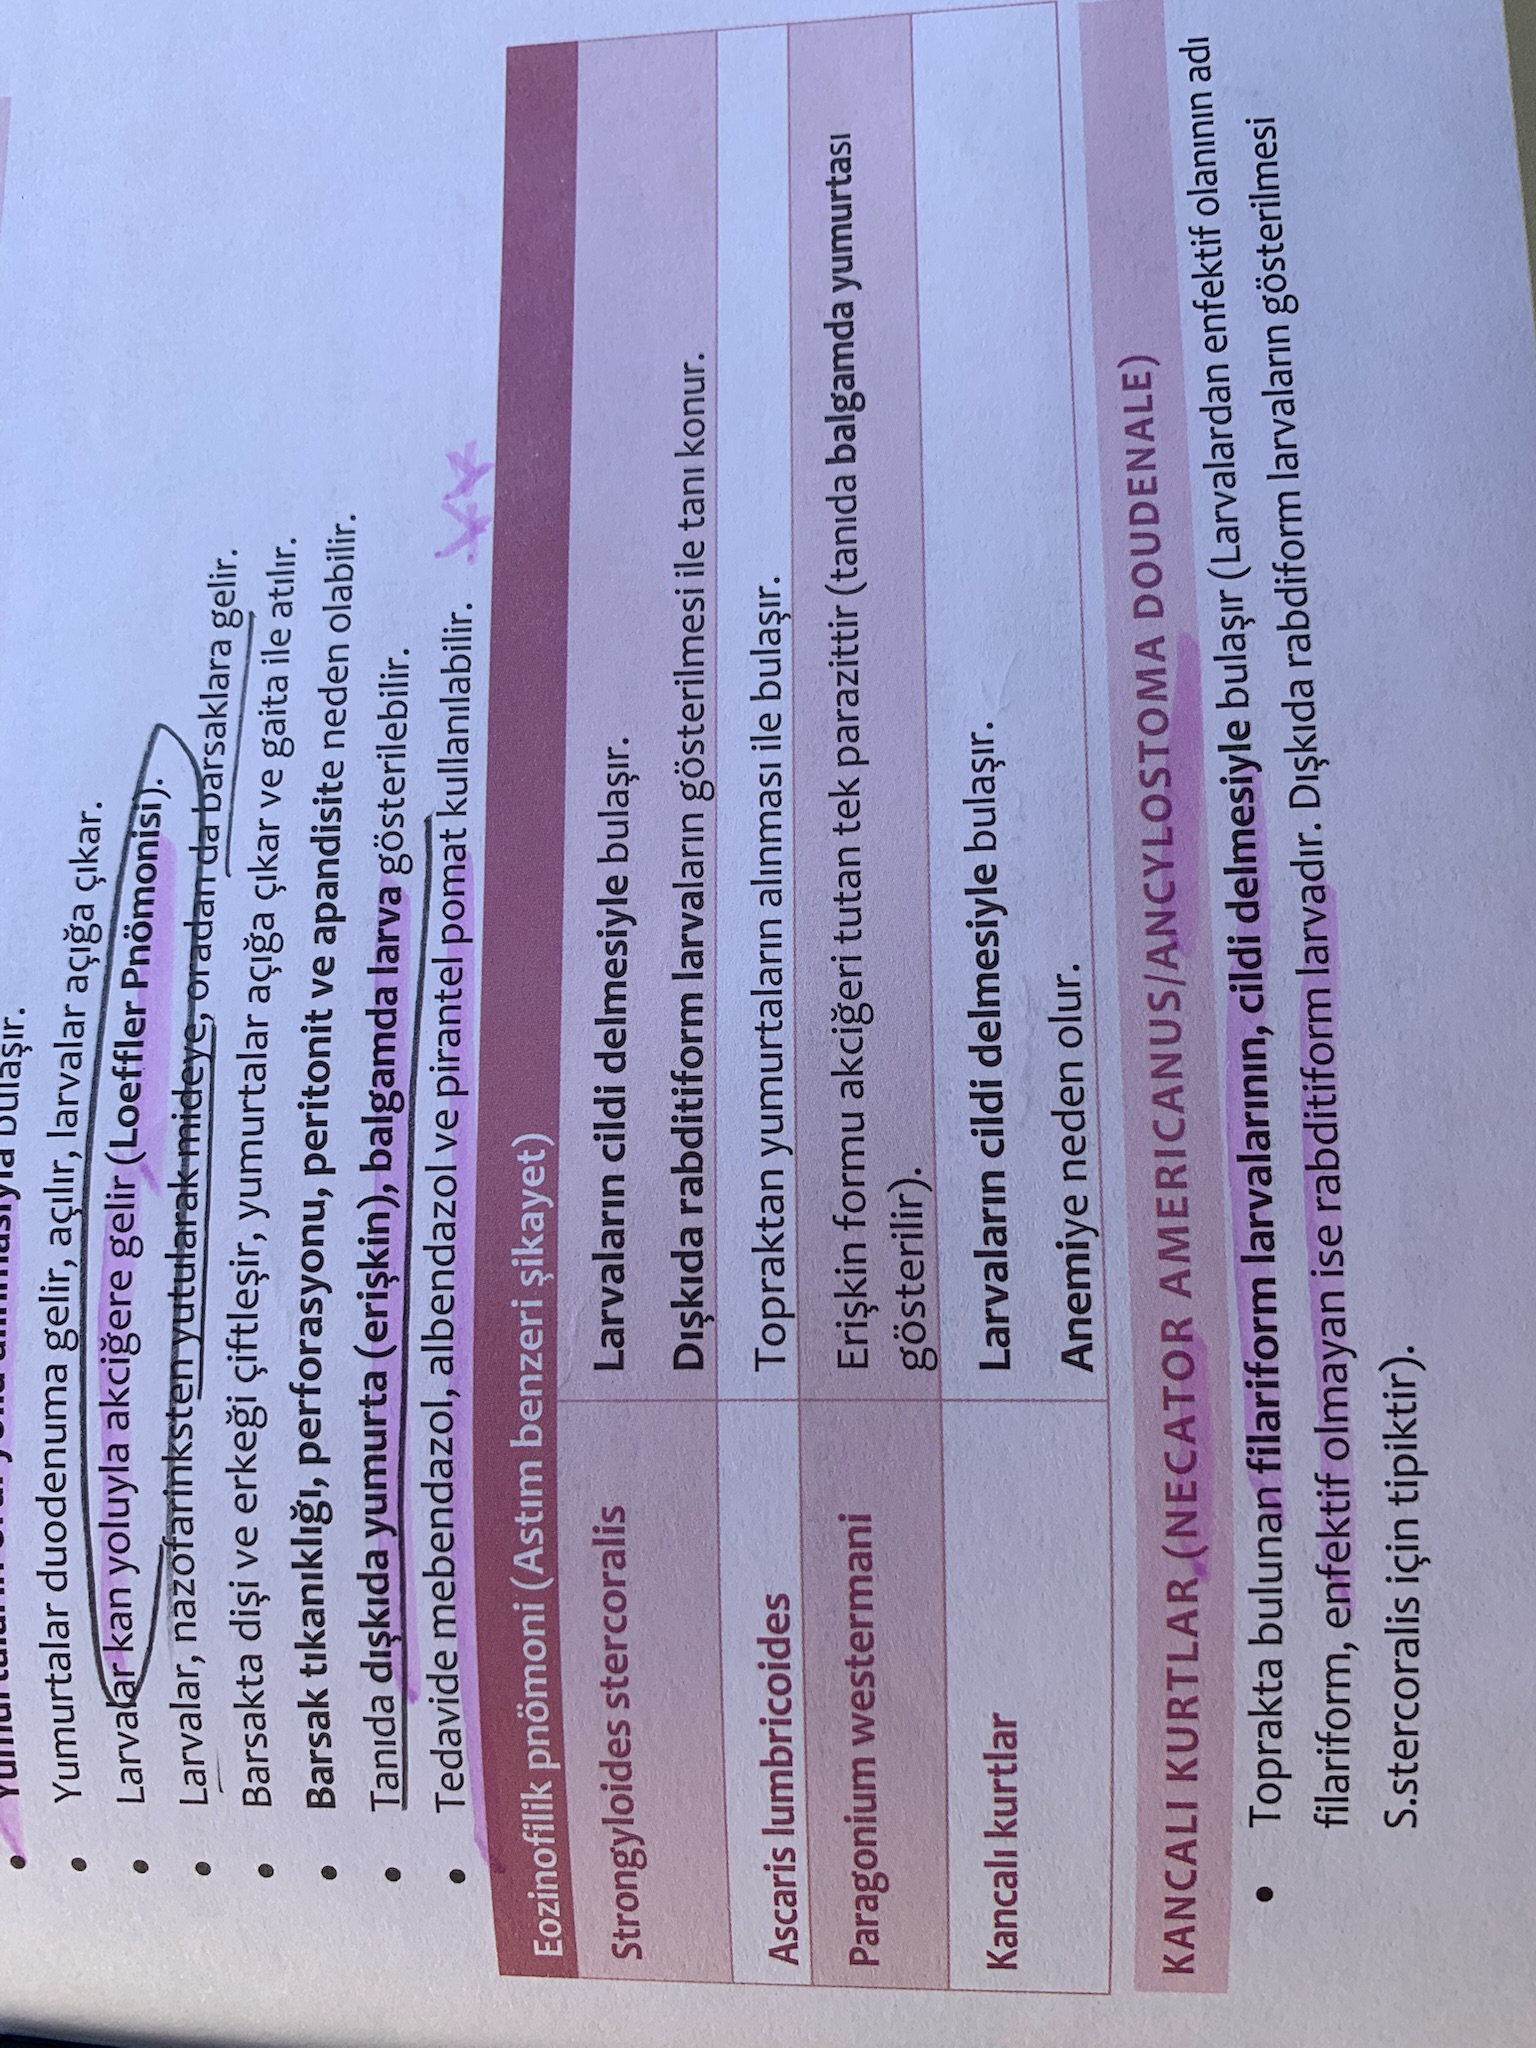 bulaşır.
Yumurtalar duodenuma gelir, açılır, larvalar açığa çıkar.
Larvalar kan yoluyla akciğere gelir (Loeffler Pnömonisi).
Larvalar, nazofarinksten yutularak mideye, oradan da barsaklara gelir.
Barsakta dişi ve erkeği çiftleşir, yumurtalar açığa çıkar ve gaita ile atılır.
Barsak tıkanıklığı, perforasyonu, peritonit ve apandisite neden olabilir.
Tanıda dışkıda yumurta (erişkin), balgamda larva gösterilebilir.
Tedavide mebendazol, albendazol ve pirantel pomat kullanılabilir.
Eozinofilik pnömoni (Astım benzeri şikayet)
Strongyloides stercoralis
Larvaların cildi delmesiyle bulaşır.
Dışkıda rabditiform larvaların gösterilmesi ile tanı konur.
Ascaris lumbricoides
Topraktan yumurtaların alınması ile bulaşır.
Paragonium westermani
Erişkin formu akciğeri tutan tek parazittir (tanıda balgamda yumurtası
gösterilir).
Kancalı kurtlar
Larvaların cildi delmesiyle bulaşır.
Anemiye neden olur.
KANCALI KURTLAR (NECATOR AMERICANUS/ANCYLOSTOMA DOUDENALE)
Toprakta bulunan filariform larvalarının, cildi delmesiyle bulaşır (Larvalardan enfektif olanının adı
filariform, enfektif olmayan ise rabditiform larvadır. Dışkıda rabdiform larvaların gösterilmesi
S.stercoralis için tipiktir).